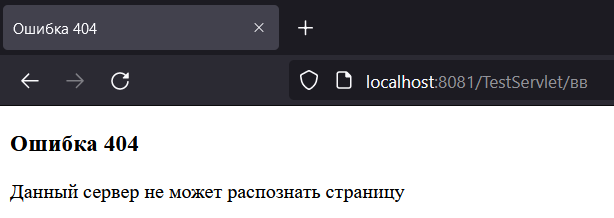 Ошибка 404
localhost:8081/TestServlet/вв
Ошибка 404
Данный сервер не может распознать страницу